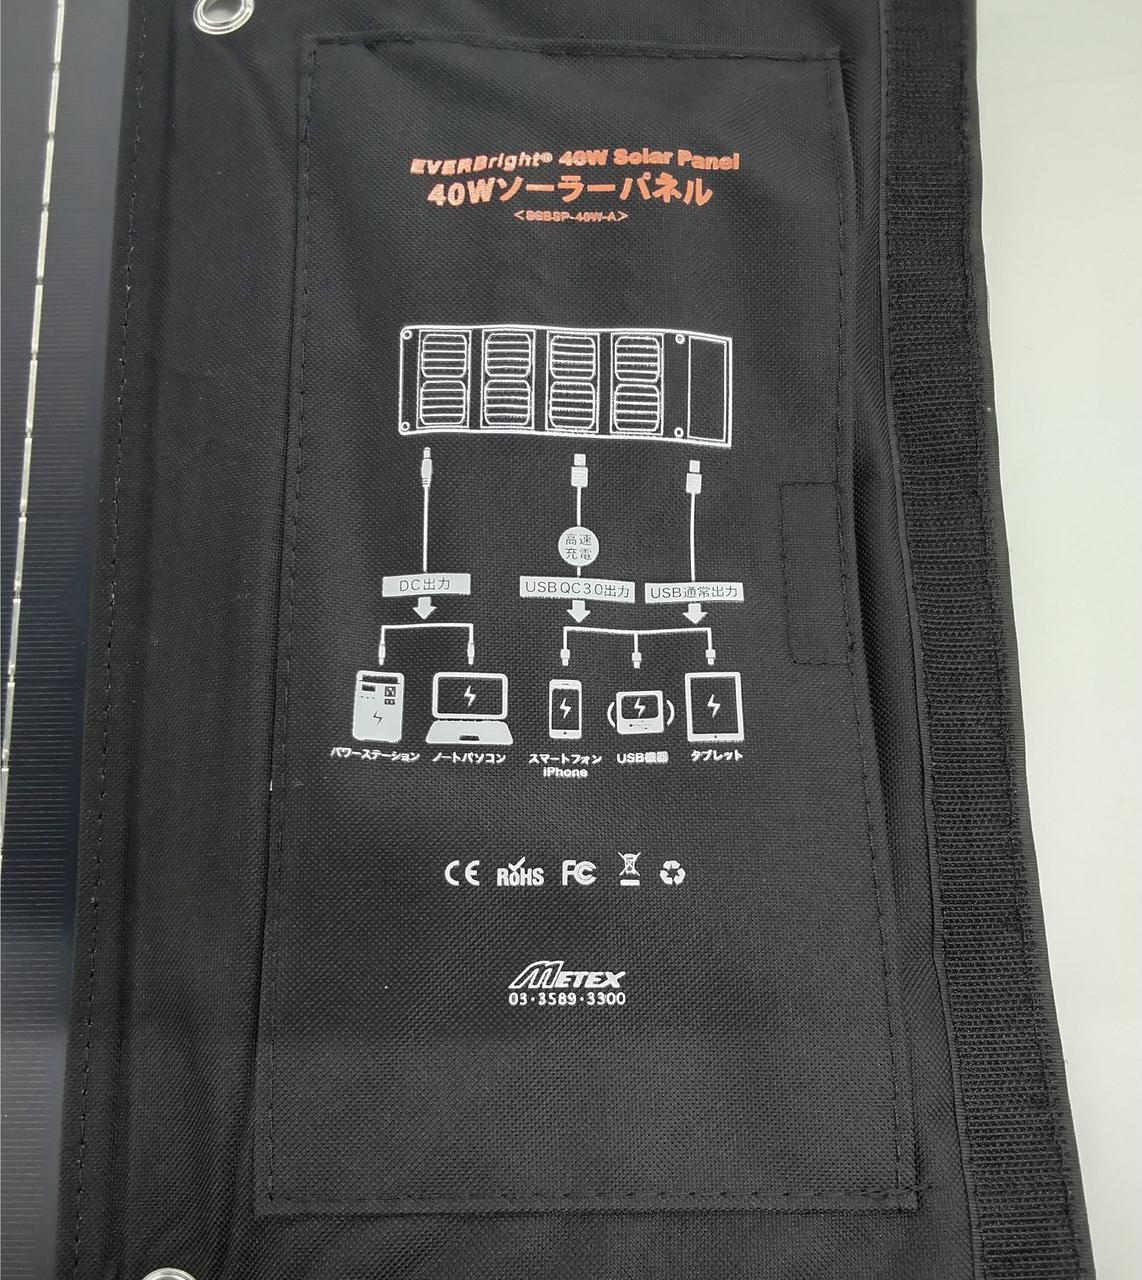 EVERBright® 40W Solar Panel
40Wソーラーパネル
<SGBSP-40W-A>
高速
充電
DC出力
USB QC3.0出力
USB通常出力
パワーステーション
ノートパソコン
スマートフォン
iPhone
USB機器
タブレット
CE RoHS FC
METEX
03・3589・3300